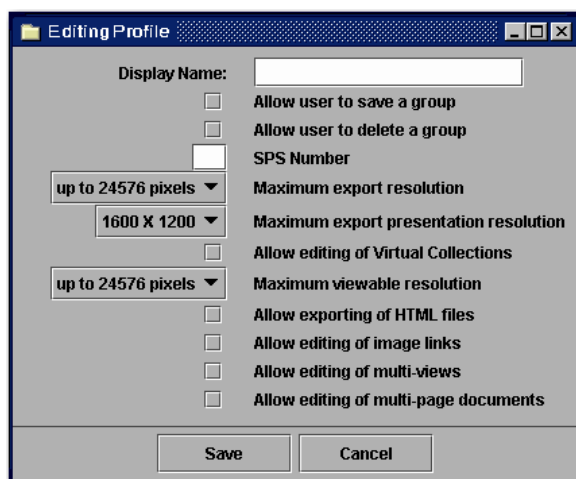 Editing Profile
Display Name:
Allow user to save a group
Allow user to delete a group
SPS Number
up to 24576 pixels Maximum export resolution
1600 X 1200 Maximum export presentation resolution
Allow editing of Virtual Collections
up to 24576 pixels Maximum viewable resolution
Allow exporting of HTML files
Allow editing of image links
Allow editing of multi-views
Allow editing of multi-page documents
Save Cancel